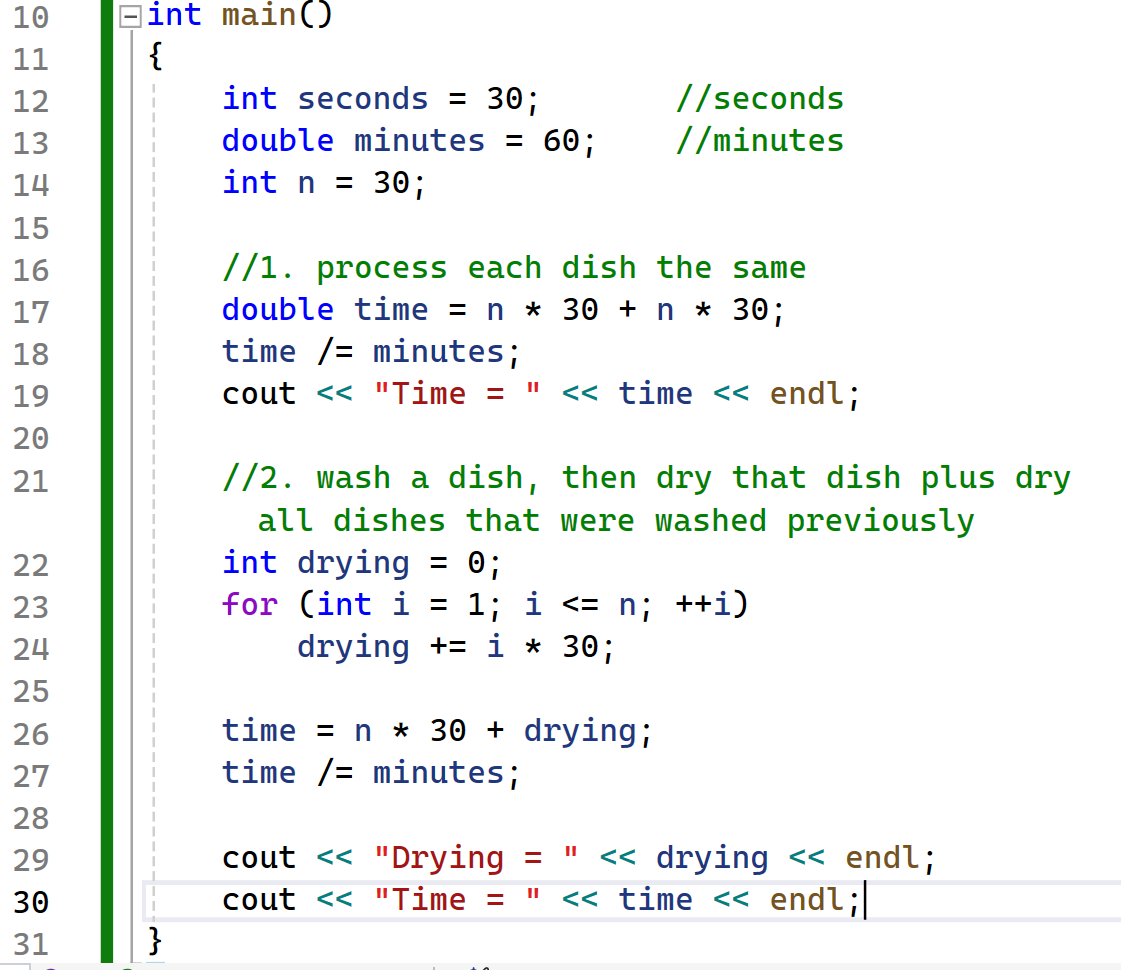 10 int main()
11 {
12 int seconds = 30; //seconds
13 double minutes = 60; //minutes
14 int n = 30;
15
16 //1. process each dish the same
17 double time = n * 30 + n * 30;
18 time /= minutes;
19 cout << "Time = " << time << endl;
20
21 //2. wash a dish, then dry that dish plus dry
all dishes that were washed previously
22 int drying = 0;
23 for (int i = 1; i <= n; ++i)
24 drying += i * 30;
25
26 time = n * 30 + drying;
27 time /= minutes;
28
29 cout << "Drying = " << drying << endl;
30 cout << "Time = " << time << endl;
31 }